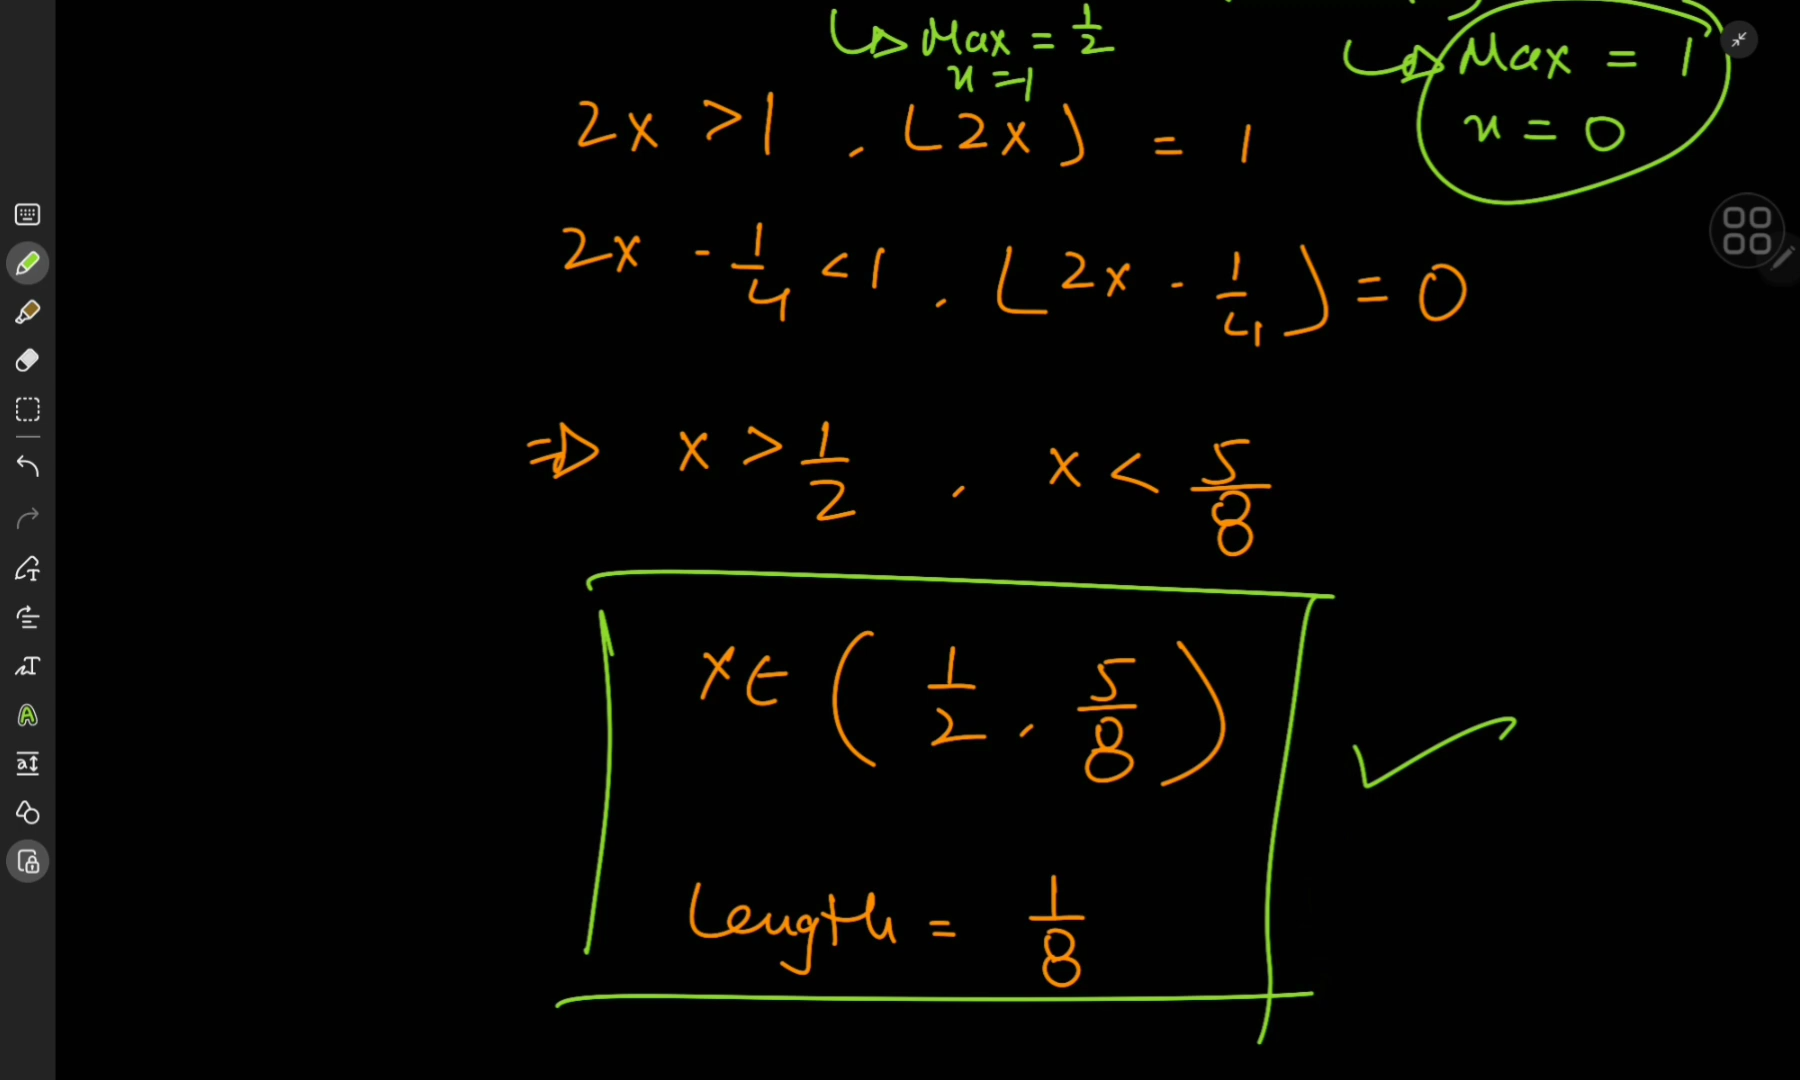 ↳ Max = 1/2
x = -1
↳ Max = 1
x = 0
2x > 1 , ⌊2x⌋ = 1
2x - 1/4 < 1 , ⌊2x - 1/4⌋ = 0
⇒ x > 1/2 , x < 5/8
x ∈ ( 1/2 , 5/8 )
Length = 1/8